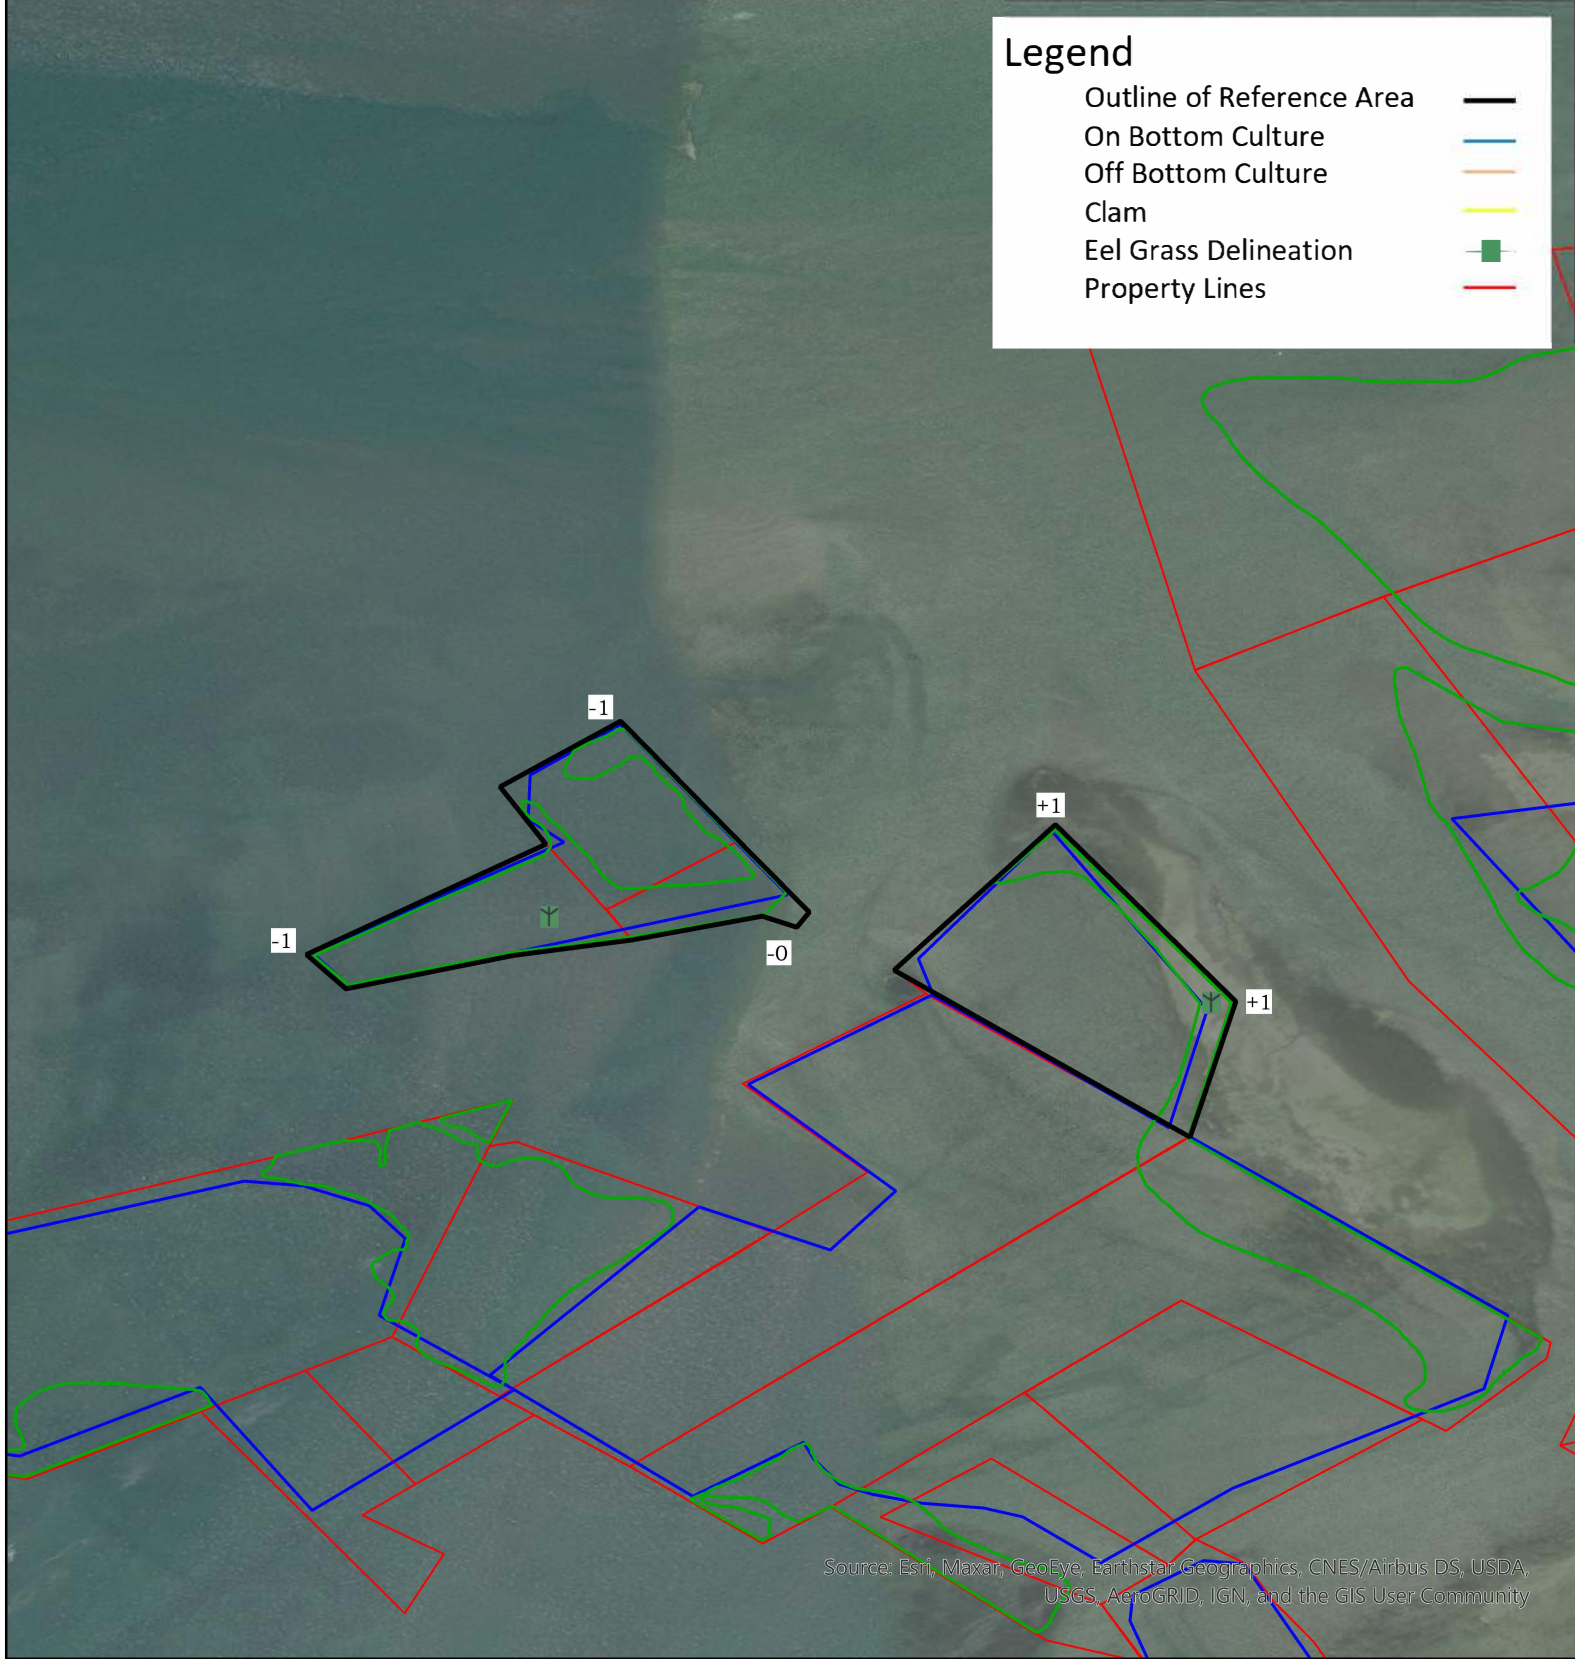 Legend
Outline of Reference Area
On Bottom Culture
Off Bottom Culture
Clam
Eel Grass Delineation
Property Lines
-1
+1
-1
-0
+1
Source: Esri, Maxar, GeoEye, Earthstar Geographics, CNES/Airbus DS, USDA,
USGS, AeroGRID, IGN, and the GIS User Community